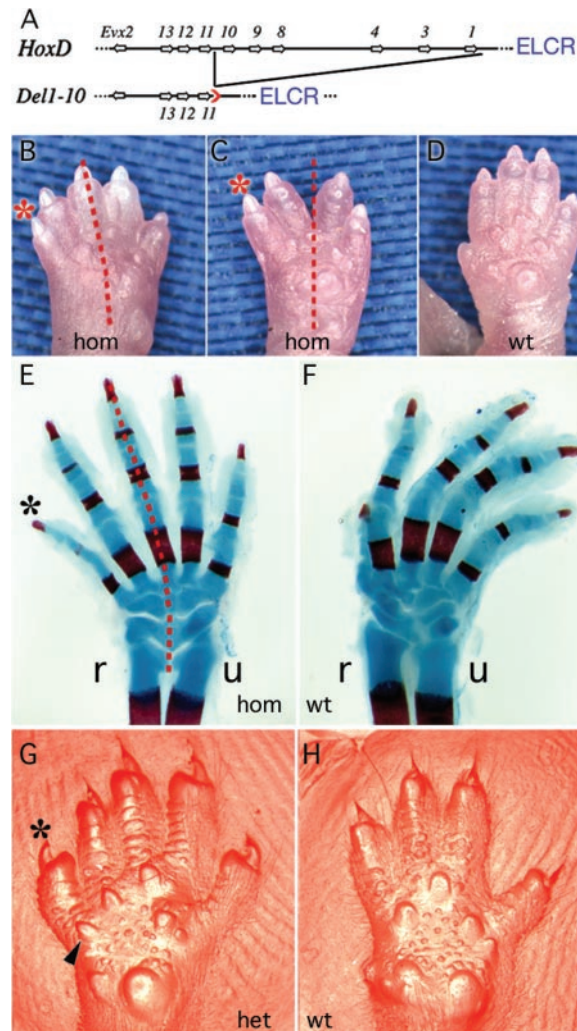 A
Evx2 13 12 11 10 9 8 4 3 1
HoxD ELCR
Del1-10 ELCR
13 12 11
B C D
* *
hom hom wt
E F
*
r u r u
hom wt
G H
*
het wt